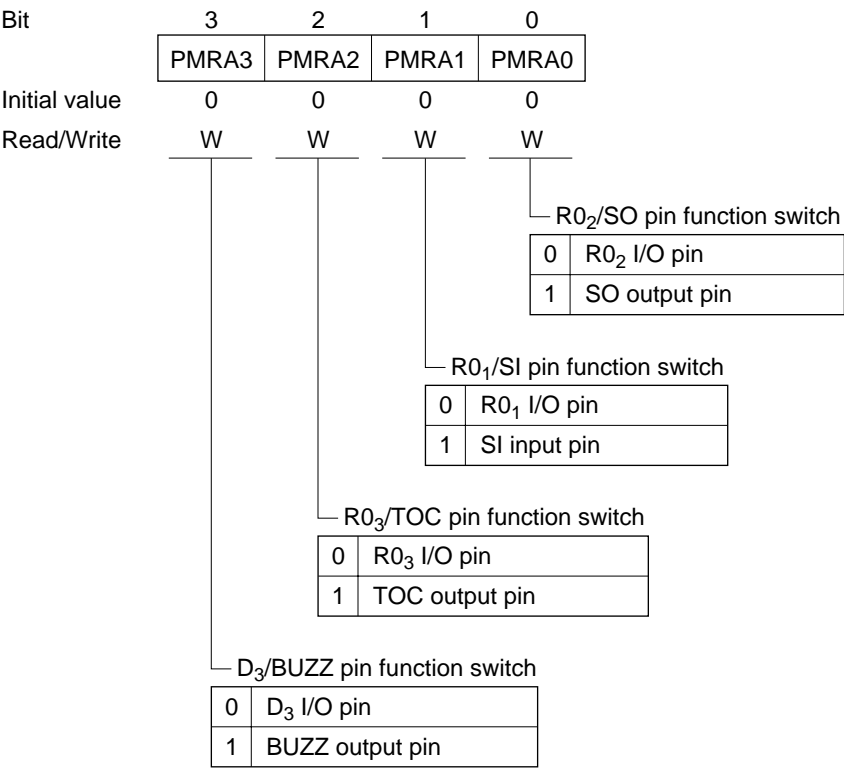 Bit 3 2 1 0
PMRA3 PMRA2 PMRA1 PMRA0
Initial value 0 0 0 0
Read/Write W W W W
R0₂/SO pin function switch
0 R0₂ I/O pin
1 SO output pin
R0₁/SI pin function switch
0 R0₁ I/O pin
1 SI input pin
R0₃/TOC pin function switch
0 R0₃ I/O pin
1 TOC output pin
D₃/BUZZ pin function switch
0 D₃ I/O pin
1 BUZZ output pin